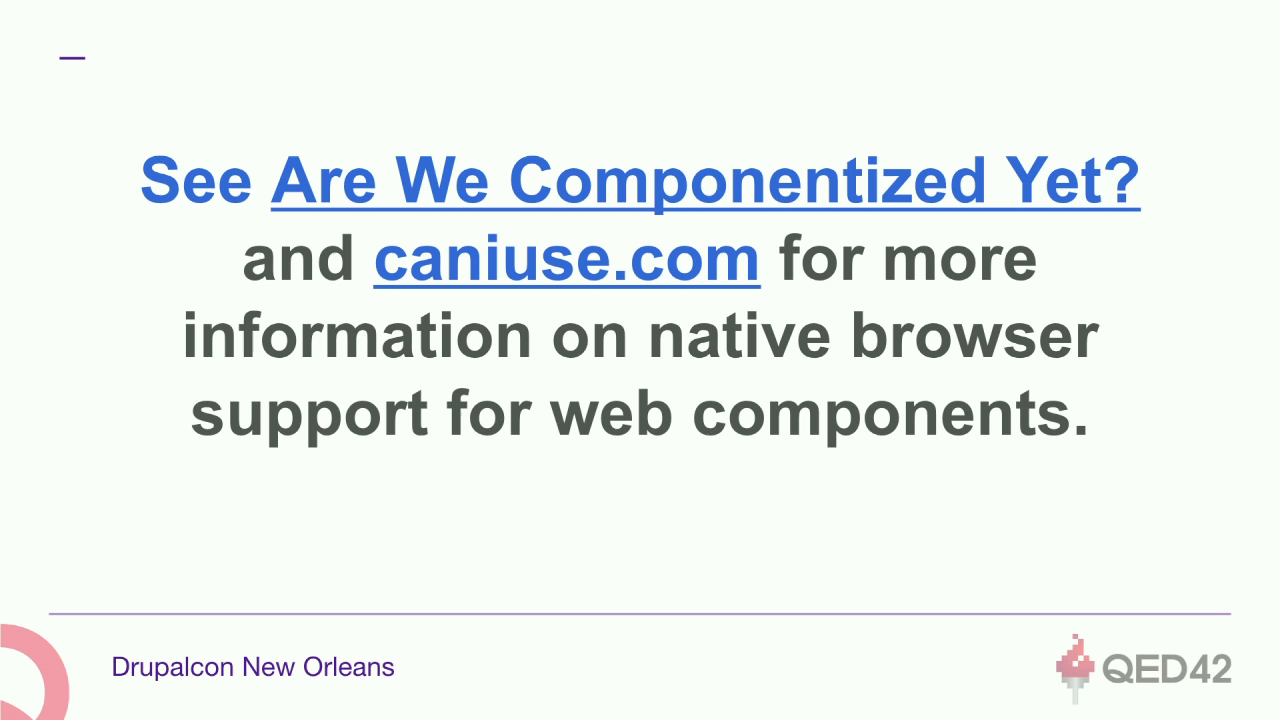 See Are We Componentized Yet?
and caniuse.com for more
information on native browser
support for web components.
Drupalcon New Orleans
QED42